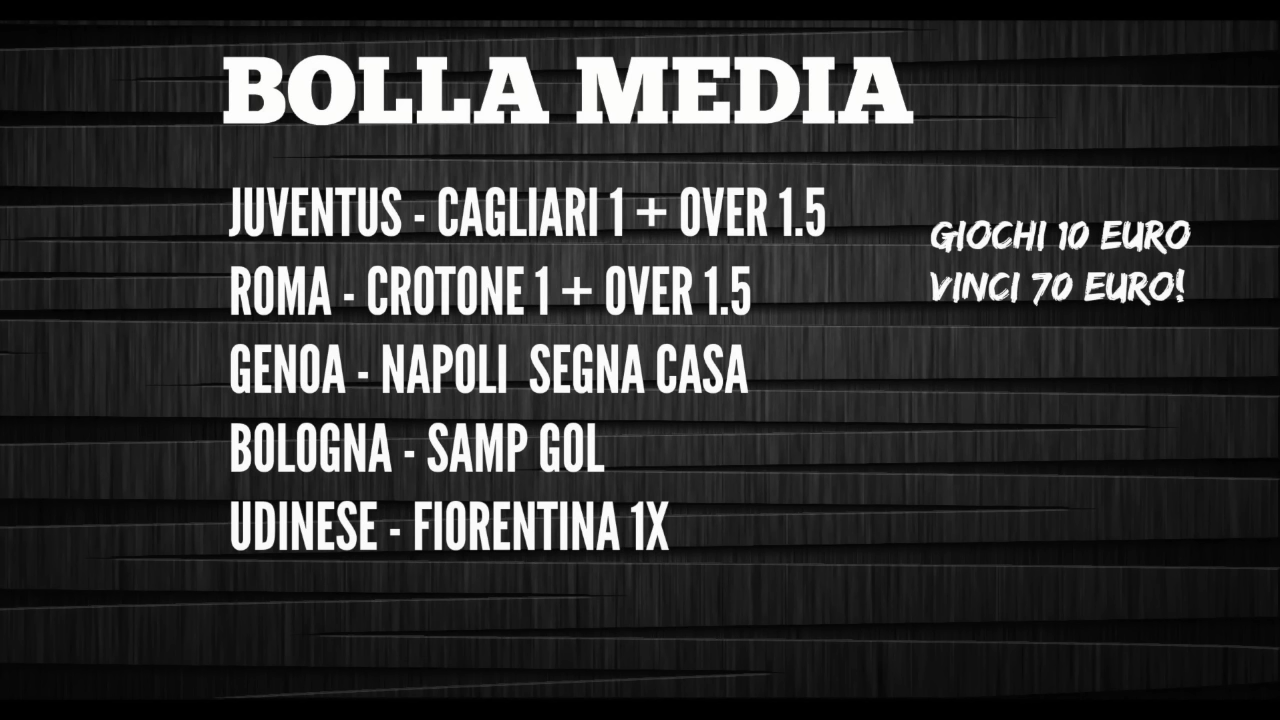 BOLLA MEDIA
JUVENTUS - CAGLIARI 1 + OVER 1.5
ROMA - CROTONE 1 + OVER 1.5
GENOA - NAPOLI SEGNA CASA
BOLOGNA - SAMP GOL
UDINESE - FIORENTINA 1X
GIOCHI 10 EURO
VINCI 70 EURO!